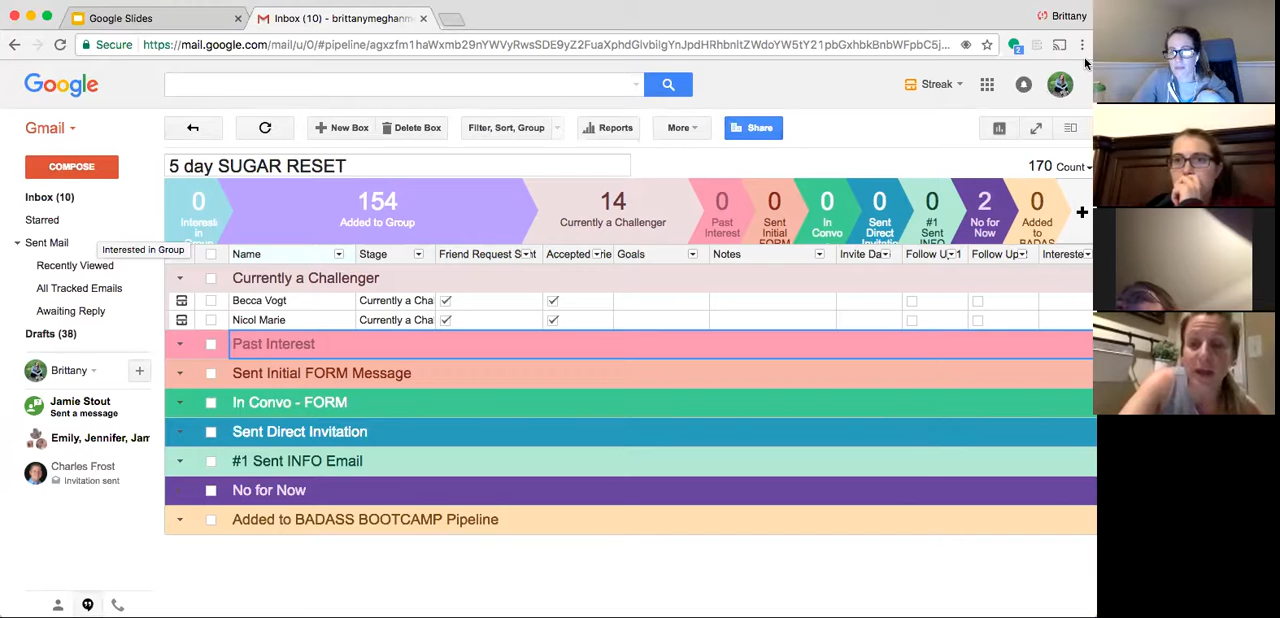 Google Slides
Inbox (10) - brittanymeghanm
Brittany
Secure
https://mail.google.com/mail/u/0/#pipeline/
2
Google
Streak
Gmail
New Box
Delete Box
Filter, Sort, Group
Reports
More
Share
COMPOSE
5 day SUGAR RESET
170 Count
Inbox (10)
Starred
Sent Mail
Recently Viewed
All Tracked Emails
Awaiting Reply
Drafts (38)
Interested in Group
0
Interest
in
154
Added to Group
14
Currently a Challenger
0
Past
Interest
0
Sent
Initial
FORM
0
In
Convo
0
Sent
Direct
Invitation
0
#1
Sent
INFO
2
No for
Now
0
Added
to
BADAS
+
Name
Stage
Friend Request S
Accepted
Goals
Notes
Invite Da
Follow U
1
Follow Up
Intereste
Currently a Challenger
Becca Vogt
Currently a Cha
Nicol Marie
Currently a Cha
Past Interest
Sent Initial FORM Message
In Convo - FORM
Sent Direct Invitation
#1 Sent INFO Email
No for Now
Added to BADASS BOOTCAMP Pipeline
Brittany
+
Jamie Stout
Sent a message
Emily, Jennifer, Jam
Charles Frost
Invitation sent